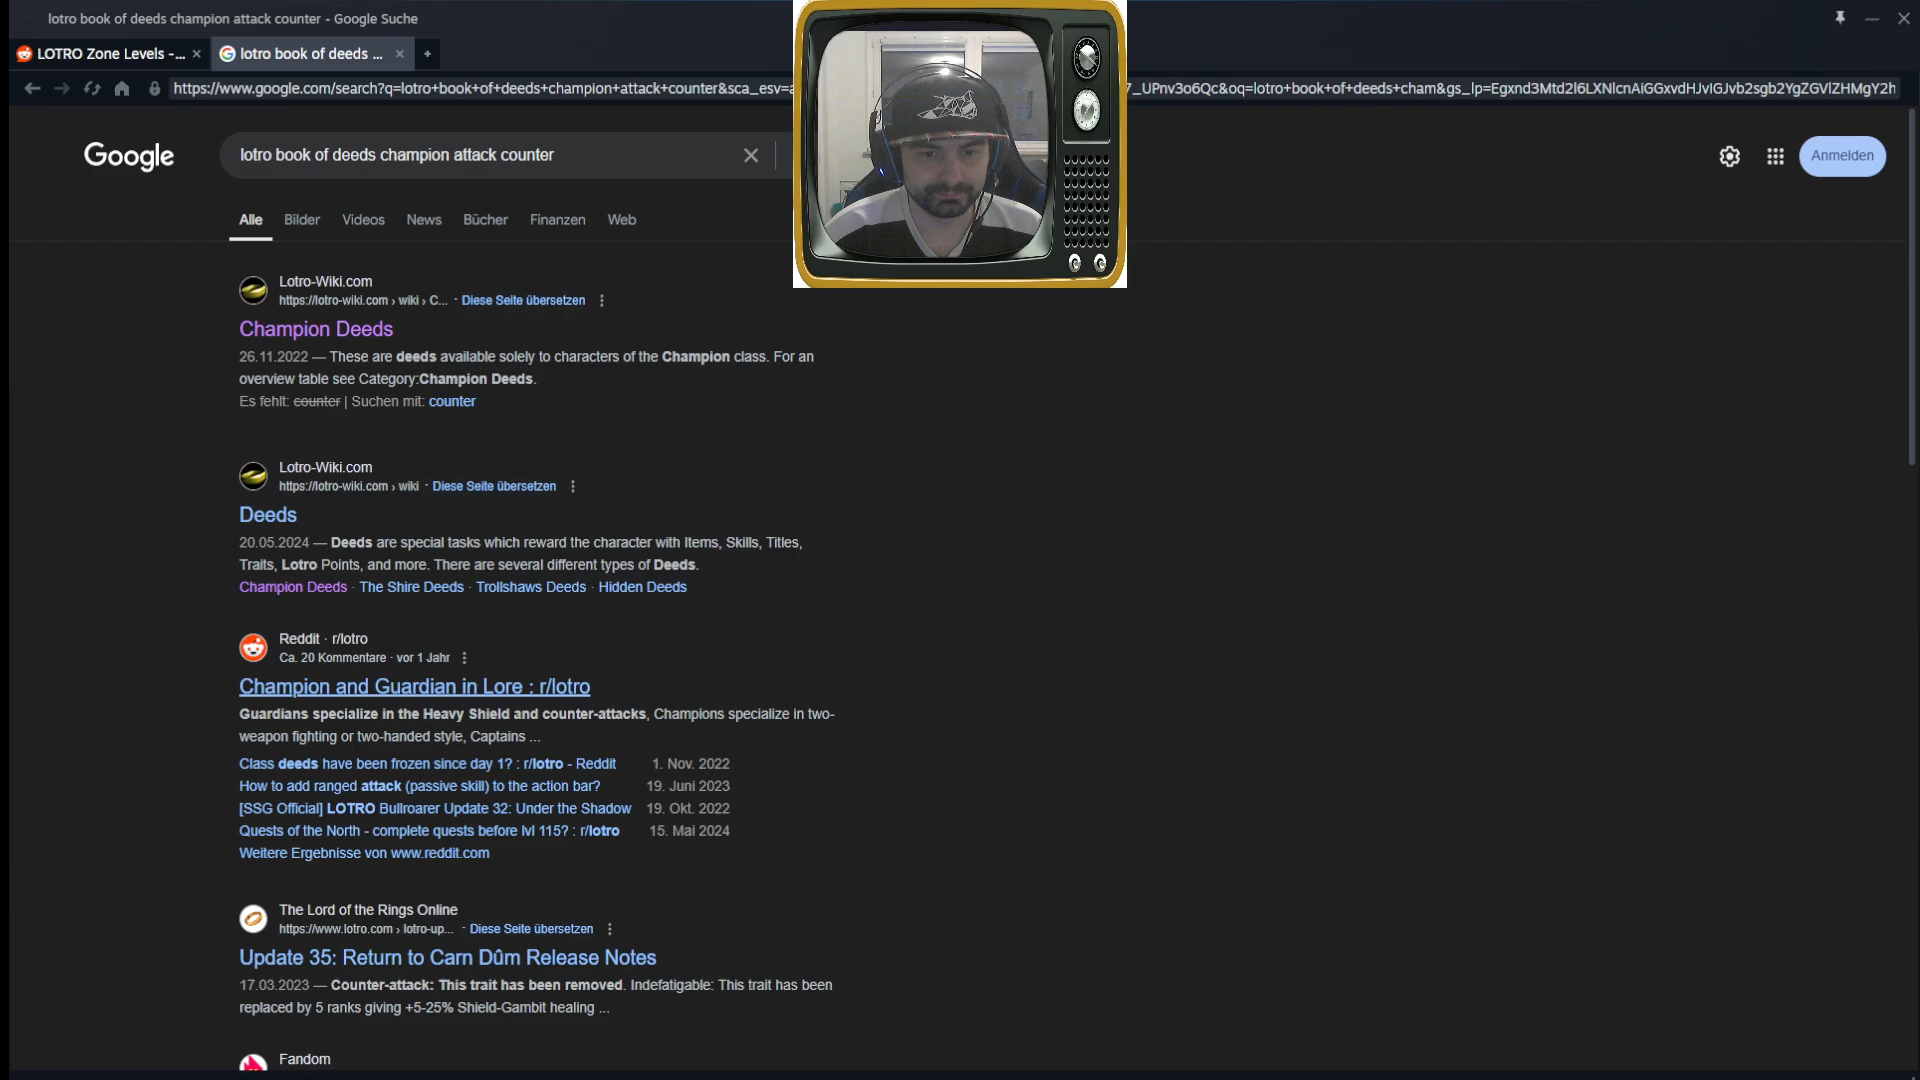 lotro book of deeds champion attack counter - Google Suche
LOTRO Zone Levels -...
lotro book of deeds ...
https://www.google.com/search?q=lotro+book+of+deeds+champion+attack+counter&sca_esv=
7_UPnv3o6Qc&oq=lotro+book+of+deeds+cham&gs_lp=Egxnd3Mtd2l6LXNlcnAiGGxvdHJvIGJvb2sgb2YgZGVlZHMgY2h
Google
lotro book of deeds champion attack counter
Anmelden
Alle
Bilder
Videos
News
Bücher
Finanzen
Web
Lotro-Wiki.com
https://lotro-wiki.com › wiki › C... · Diese Seite übersetzen
Champion Deeds
26.11.2022 — These are deeds available solely to characters of the Champion class. For an
overview table see Category:Champion Deeds.
Es fehlt: counter | Suchen mit: counter
Lotro-Wiki.com
https://lotro-wiki.com › wiki · Diese Seite übersetzen
Deeds
20.05.2024 — Deeds are special tasks which reward the character with Items, Skills, Titles,
Traits, Lotro Points, and more. There are several different types of Deeds.
Champion Deeds · The Shire Deeds · Trollshaws Deeds · Hidden Deeds
Reddit · r/lotro
Ca. 20 Kommentare · vor 1 Jahr
Champion and Guardian in Lore : r/lotro
Guardians specialize in the Heavy Shield and counter-attacks, Champions specialize in two-
weapon fighting or two-handed style, Captains ...
Class deeds have been frozen since day 1? : r/lotro - Reddit 1. Nov. 2022
How to add ranged attack (passive skill) to the action bar? 19. Juni 2023
[SSG Official] LOTRO Bullroarer Update 32: Under the Shadow 19. Okt. 2022
Quests of the North - complete quests before lvl 115? : r/lotro 15. Mai 2024
Weitere Ergebnisse von www.reddit.com
The Lord of the Rings Online
https://www.lotro.com › lotro-up... · Diese Seite übersetzen
Update 35: Return to Carn Dûm Release Notes
17.03.2023 — Counter-attack: This trait has been removed. Indefatigable: This trait has been
replaced by 5 ranks giving +5-25% Shield-Gambit healing ...
Fandom